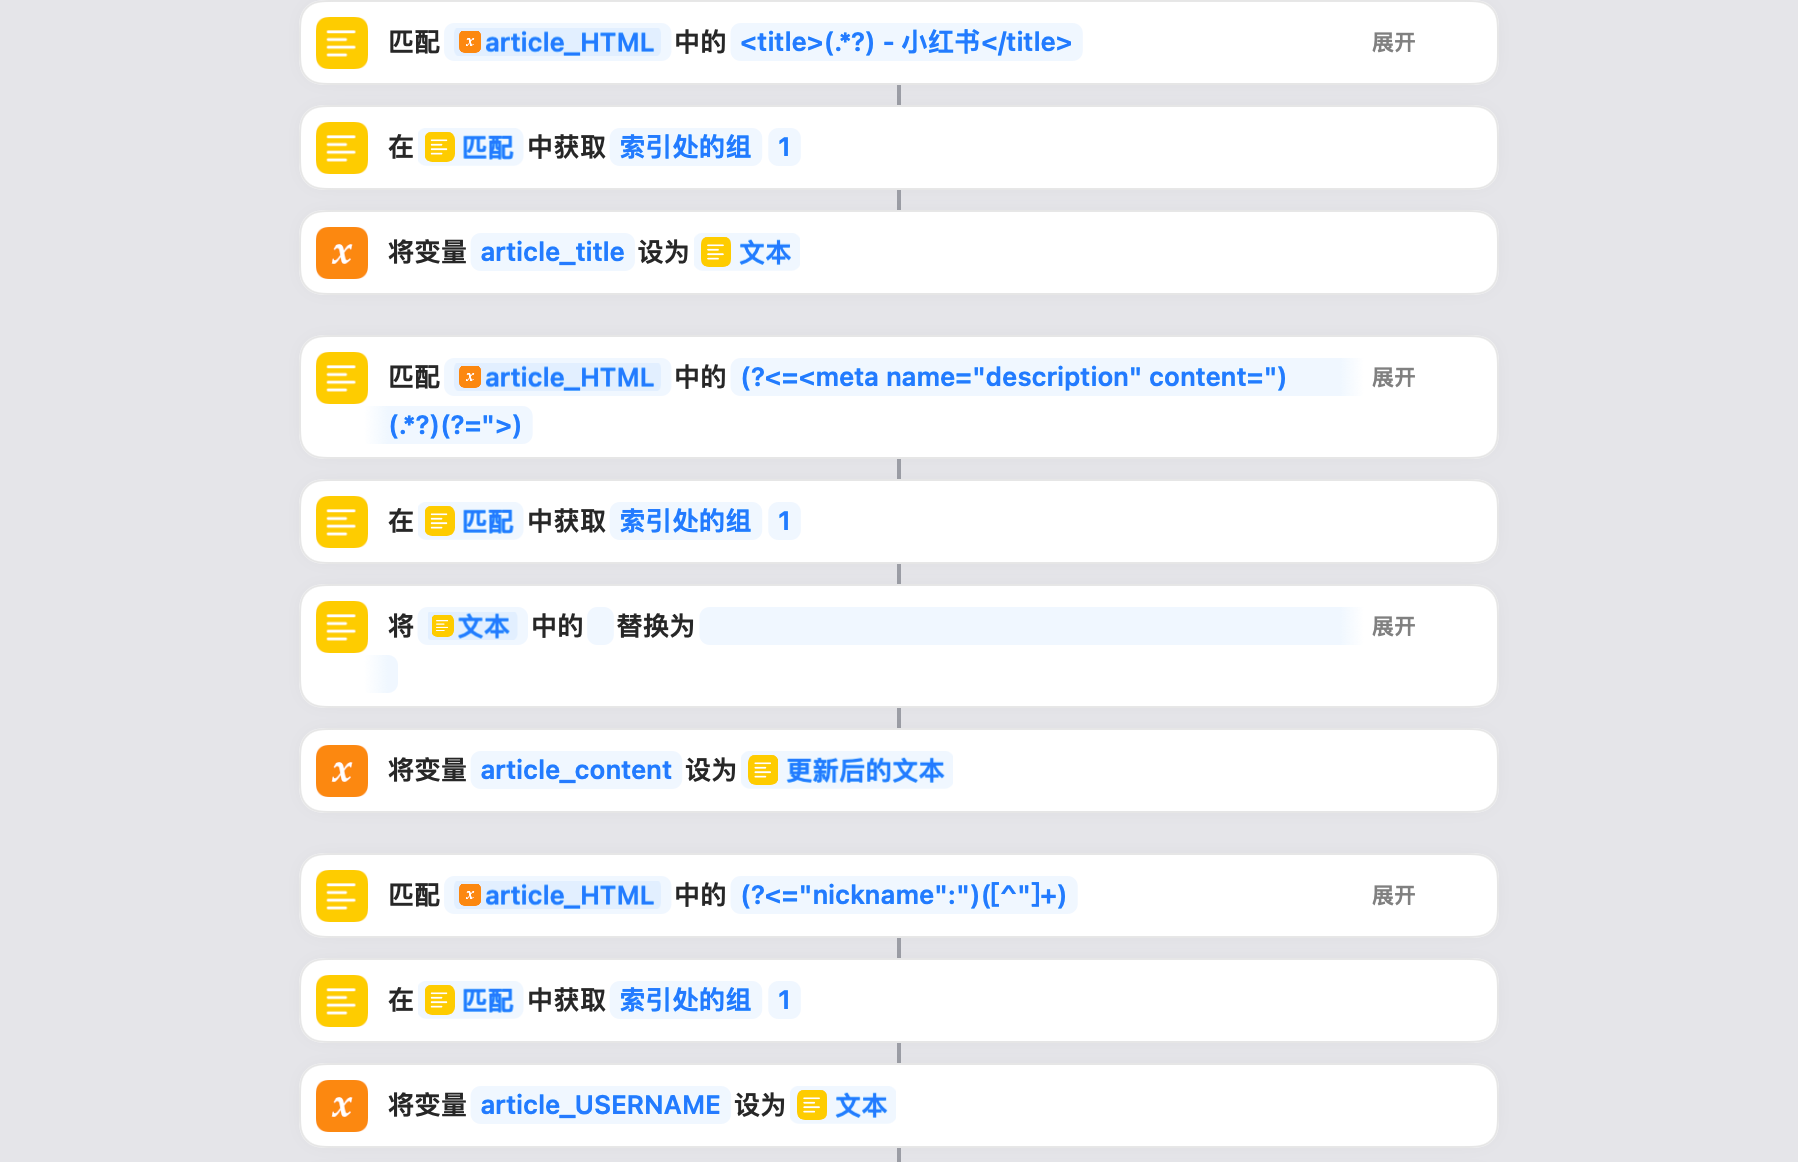 匹配 article_HTML 中的 <title>(.*?) - 小红书</title> 展开
在 匹配 中获取 索引处的组 1
x 将变量 article_title 设为 文本
匹配 article_HTML 中的 (?<=<meta name="description" content=") 展开
(.*?)(?=">)
在 匹配 中获取 索引处的组 1
将 文本 中的 替换为 展开
x 将变量 article_content 设为 更新后的文本
匹配 article_HTML 中的 (?<="nickname":")([^"]+) 展开
在 匹配 中获取 索引处的组 1
x 将变量 article_USERNAME 设为 文本